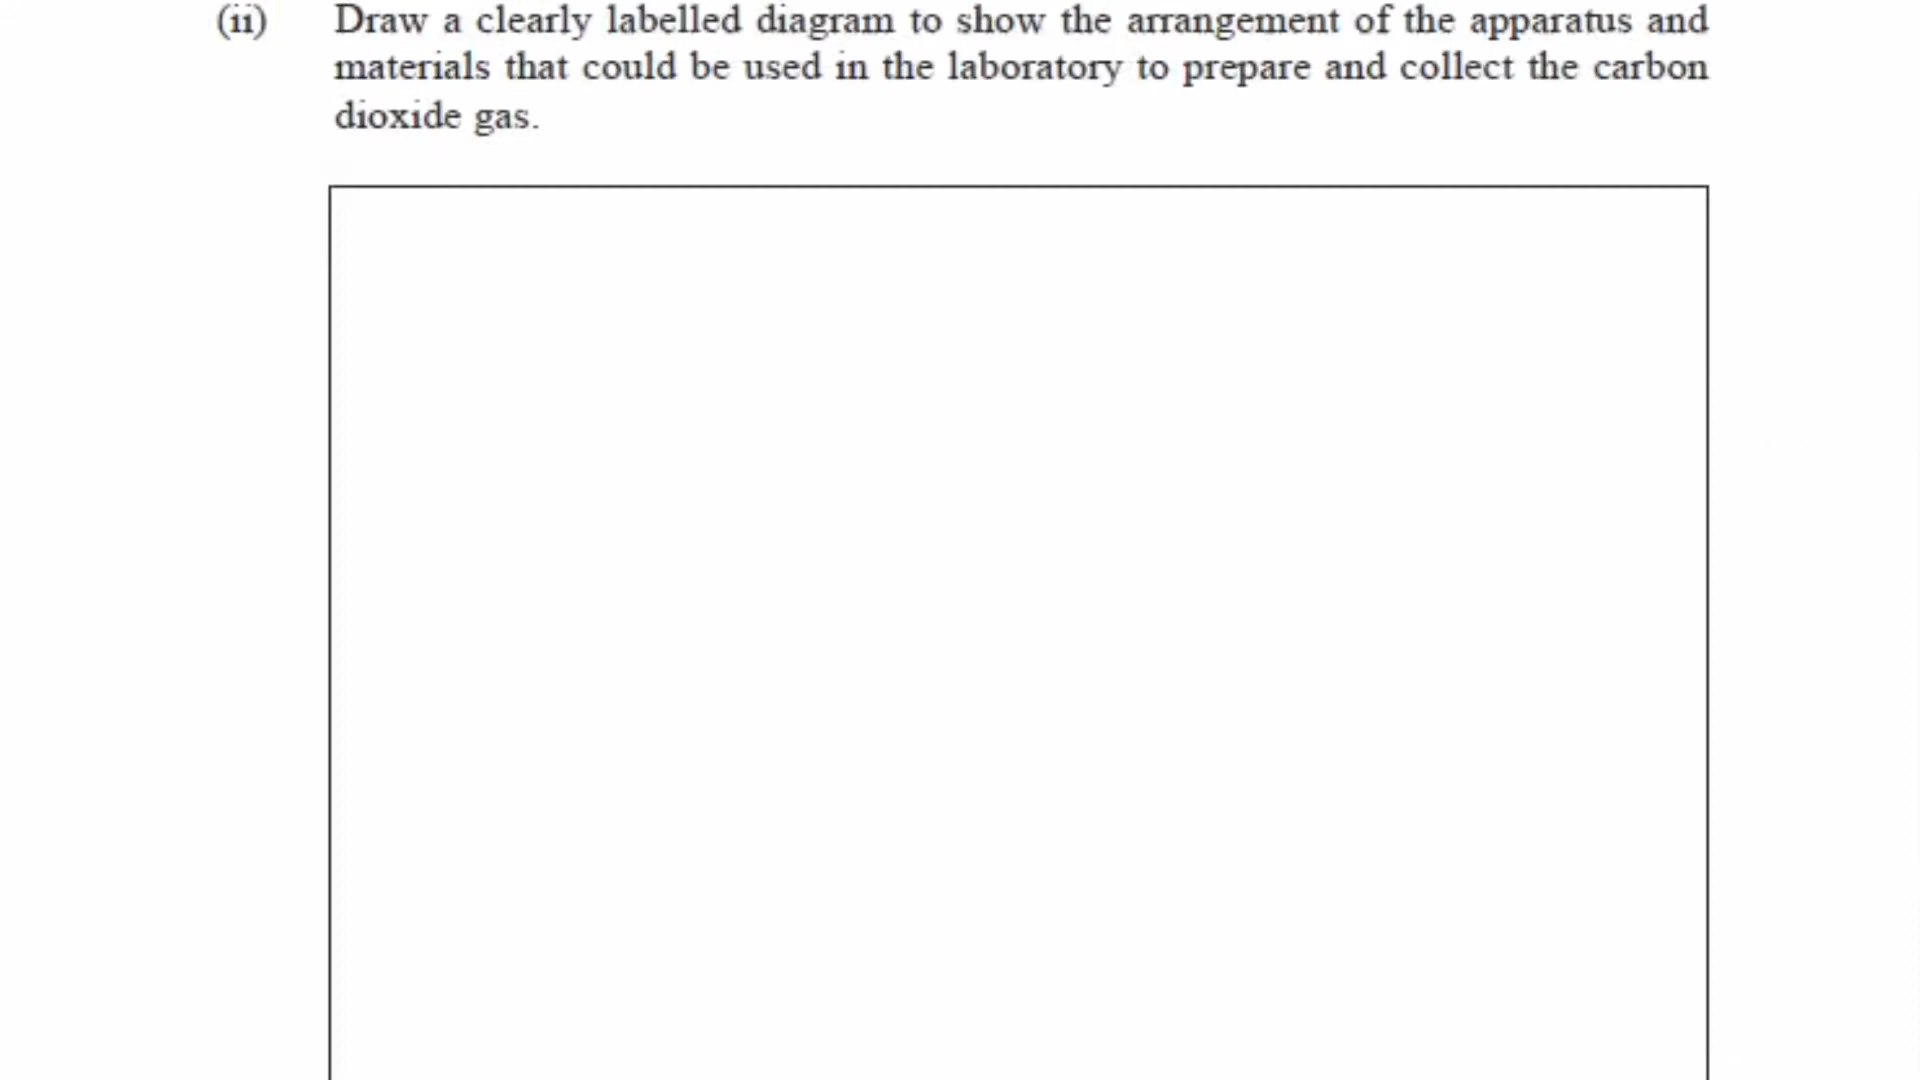 (ii) Draw a clearly labelled diagram to show the arrangement of the apparatus and
materials that could be used in the laboratory to prepare and collect the carbon
dioxide gas.